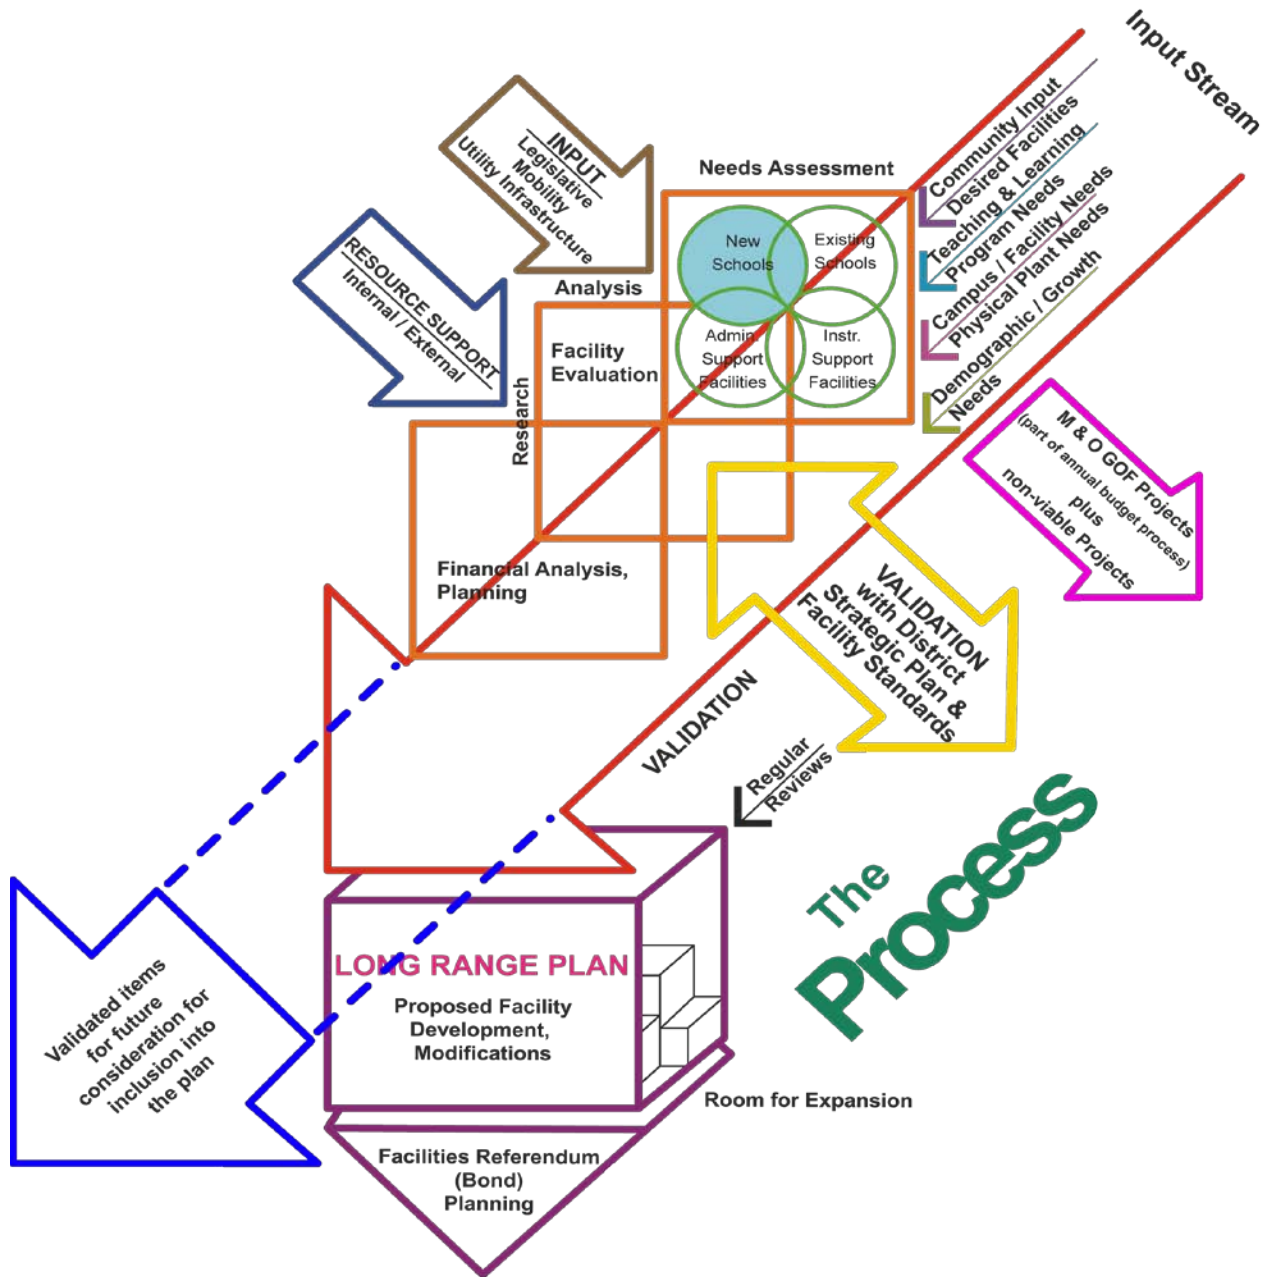 Input Stream
INPUT
Legislative
Mobility
Utility Infrastructure
RESOURCE SUPPORT
Internal / External
Needs Assessment
New
Schools
Existing
Schools
Admin.
Support
Facilities
Instr.
Support
Facilities
Community Input
Desired Facilities
Teaching & Learning
Program Needs
Campus / Facility Needs
Physical Plant Needs
Demographic / Growth
Needs
Analysis
Facility
Evaluation
Research
Financial Analysis,
Planning
M & O GOF Projects
(part of annual budget process)
plus
non-viable Projects
VALIDATION
with District
Strategic Plan &
Facility Standards
VALIDATION
Regular
Reviews
The
Process
LONG RANGE PLAN
Proposed Facility
Development,
Modifications
Validated items
for future
consideration for
inclusion into
the plan
Room for Expansion
Facilities Referendum
(Bond)
Planning